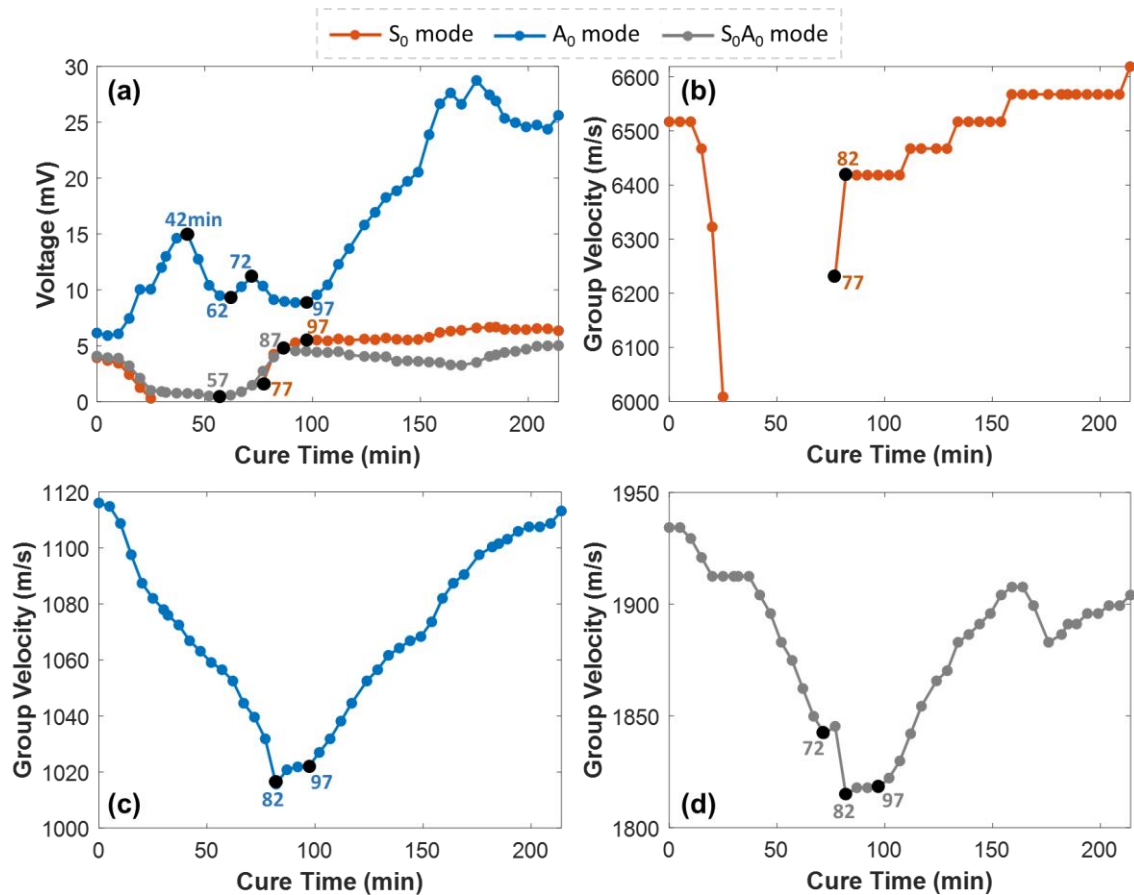 S0 mode A0 mode S0A0 mode
(a)
30
25
20
15
10
5
0
Voltage (mV)
42min
62
72
97
57
87
97
77
0 50 100 150 200
Cure Time (min)
(b)
6600
6500
6400
6300
6200
6100
6000
Group Velocity (m/s)
82
77
0 50 100 150 200
Cure Time (min)
1120
1100
1080
1060
1040
1020
1000
Group Velocity (m/s)
82
97
(c)
0 50 100 150 200
Cure Time (min)
1950
1900
1850
1800
Group Velocity (m/s)
72
82
97
(d)
0 50 100 150 200
Cure Time (min)